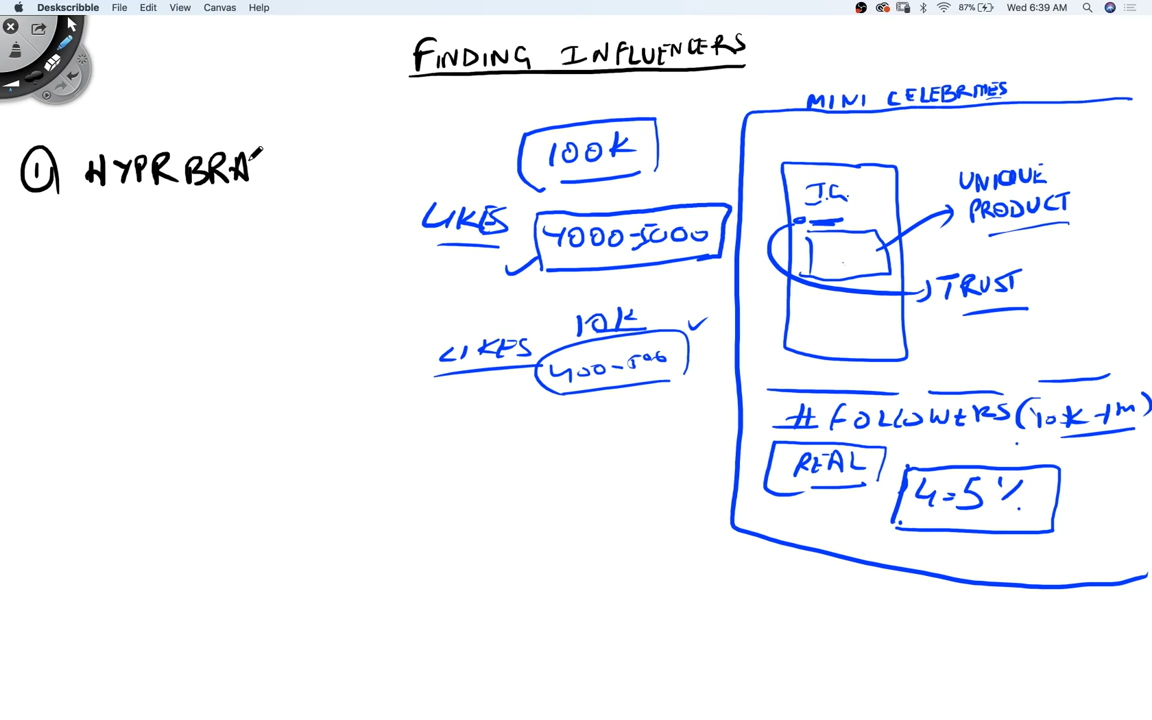 Deskscribble File Edit View Canvas Help
87% Wed 6:39 AM
FINDING INFLUENCERS
① HYPRBRA
100K
LIKES 4000-5000
10K
LIKES 400-500
MINI CELEBRITIES
I.G.
UNIQUE
PRODUCT
TRUST
# FOLLOWERS (10K-1M)
REAL
4-5%